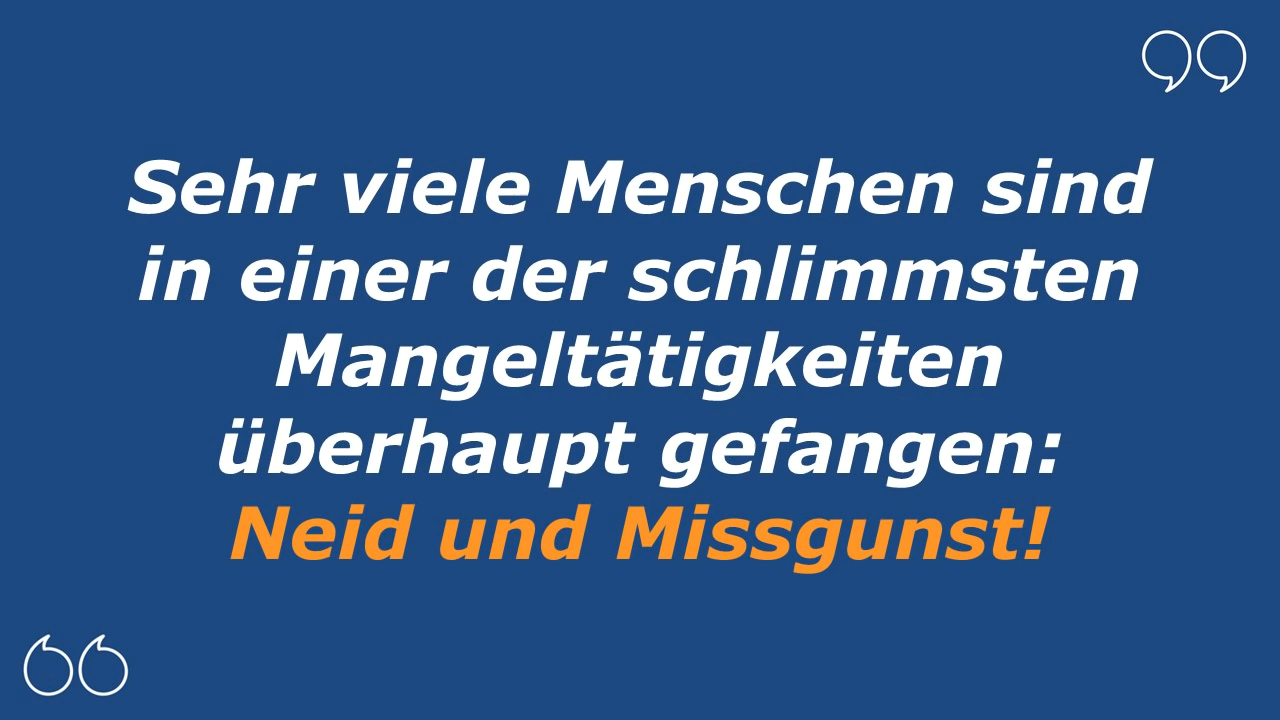 Sehr viele Menschen sind
in einer der schlimmsten
Mangeltätigkeiten
überhaupt gefangen:
Neid und Missgunst!